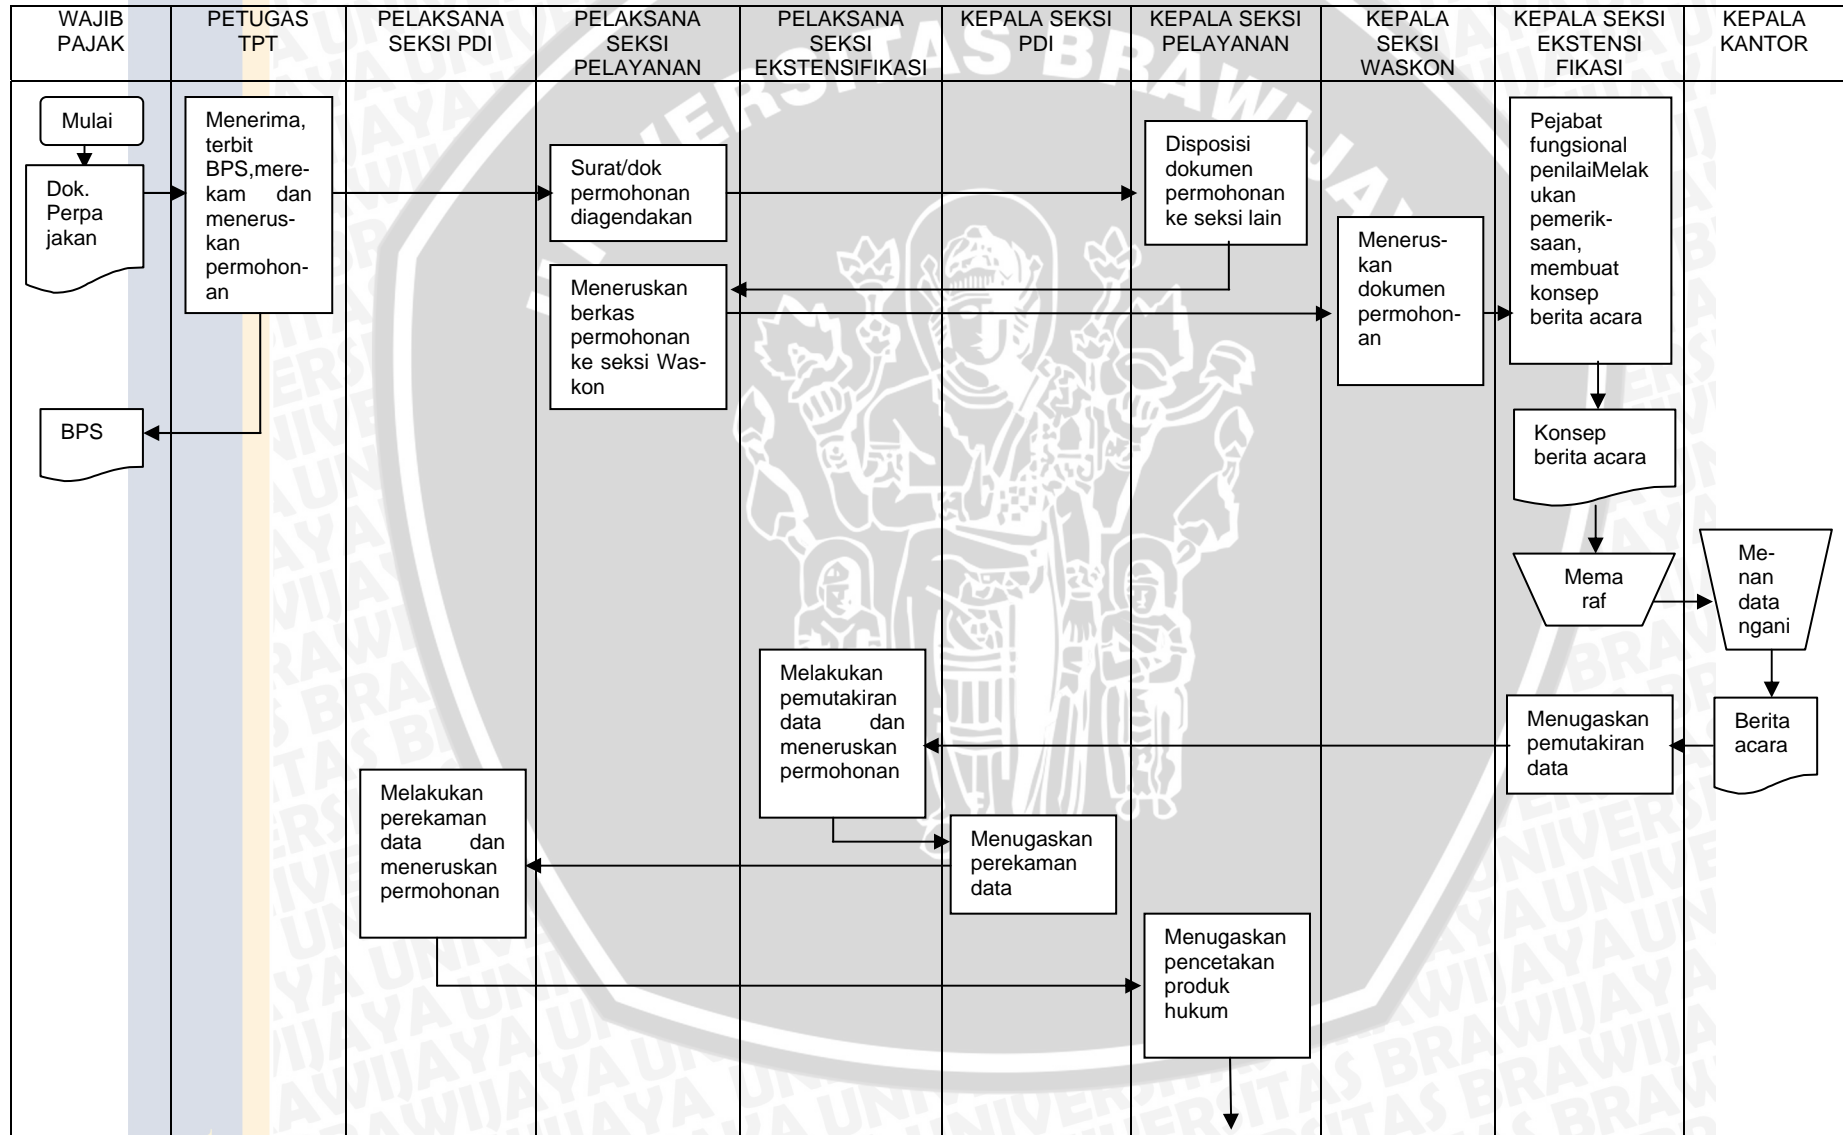 WAJIB
PAJAK
PETUGAS
TPT
PELAKSANA
SEKSI PDI
PELAKSANA
SEKSI
PELAYANAN
PELAKSANA
SEKSI
EKSTENSIFIKASI
KEPALA SEKSI
PDI
KEPALA SEKSI
PELAYANAN
KEPALA
SEKSI
WASKON
KEPALA SEKSI
EKSTENSI
FIKASI
KEPALA
KANTOR
Mulai
Dok.
Perpa
jakan
Menerima,
terbit
BPS,mere-
kam dan
menerus-
kan
permohon-
an
Surat/dok
permohonan
diagendakan
Disposisi
dokumen
permohonan
ke seksi lain
Meneruskan
berkas
permohonan
ke seksi Was-
kon
Menerus-
kan
dokumen
permohon-
an
Pejabat
fungsional
penilaiMelak
ukan
pemerik-
saan,
membuat
konsep
berita acara
BPS
Konsep
berita acara
Mema
raf
Me-
nan
data
ngani
Berita
acara
Menugaskan
pemutakiran
data
Melakukan
pemutakiran
data dan
meneruskan
permohonan
Menugaskan
perekaman
data
Melakukan
perekaman
data dan
meneruskan
permohonan
Menugaskan
pencetakan
produk
hukum